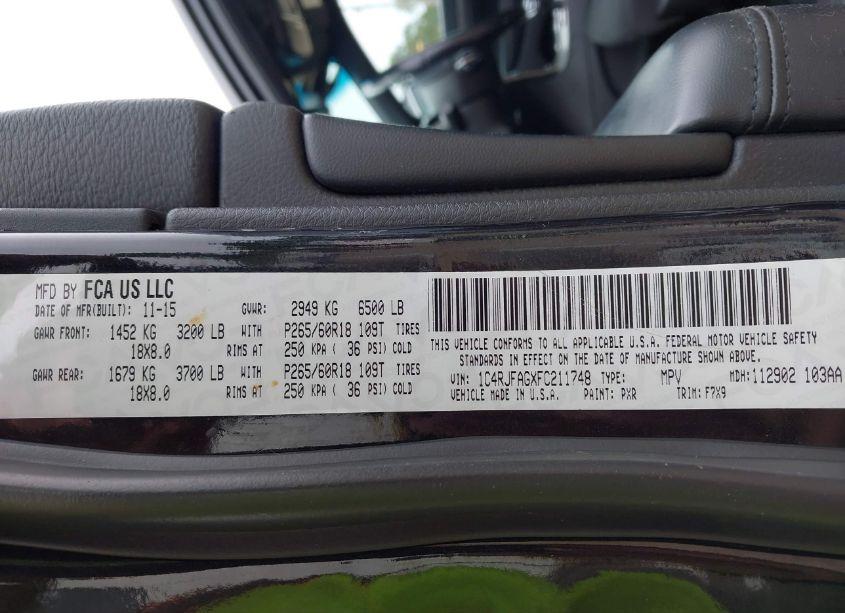 MFD BY FCA US LLC
DATE OF MFR(BUILT): 11-15 GVWR: 2949 KG 6500 LB
GAWR FRONT: 1452 KG 3200 LB WITH P265/60R18 109T TIRES
18X8.0 RIMS AT 250 KPA ( 36 PSI) COLD
GAWR REAR: 1679 KG 3700 LB WITH P265/60R18 109T TIRES
18X8.0 RIMS AT 250 KPA ( 36 PSI) COLD
THIS VEHICLE CONFORMS TO ALL APPLICABLE U.S.A. FEDERAL MOTOR VEHICLE SAFETY
STANDARDS IN EFFECT ON THE DATE OF MANUFACTURE SHOWN ABOVE.
VIN: 1C4RJFAGXFC211748 TYPE: MPV MDH: 112902 103AA
VEHICLE MADE IN U.S.A. PAINT: PXR TRIM: F7X9